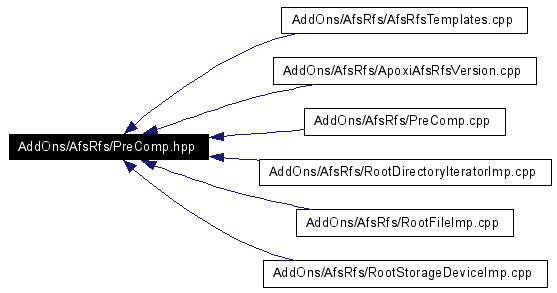 AddOns/AfsRfs/AfsRfsTemplates.cpp
AddOns/AfsRfs/ApoxiAfsRfsVersion.cpp
AddOns/AfsRfs/PreComp.cpp
AddOns/AfsRfs/PreComp.hpp
AddOns/AfsRfs/RootDirectoryIteratorImp.cpp
AddOns/AfsRfs/RootFileImp.cpp
AddOns/AfsRfs/RootStorageDeviceImp.cpp